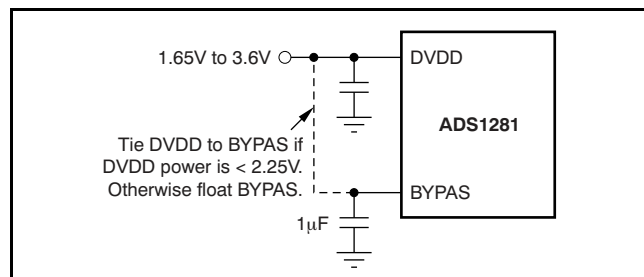 1.65V to 3.6V
DVDD
ADS1281
Tie DVDD to BYPAS if
DVDD power is < 2.25V.
Otherwise float BYPAS.
BYPAS
1μF